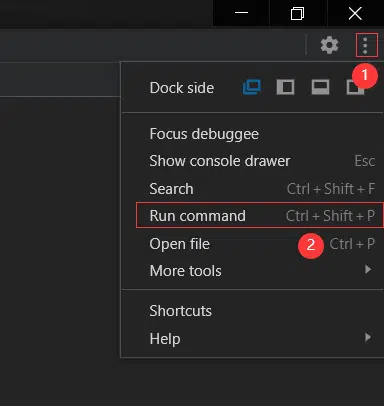 1
Dock side
Focus debuggee
Show console drawer Esc
Search Ctrl + Shift + F
Run command Ctrl + Shift + P
Open file 2 Ctrl + P
More tools
Shortcuts
Help